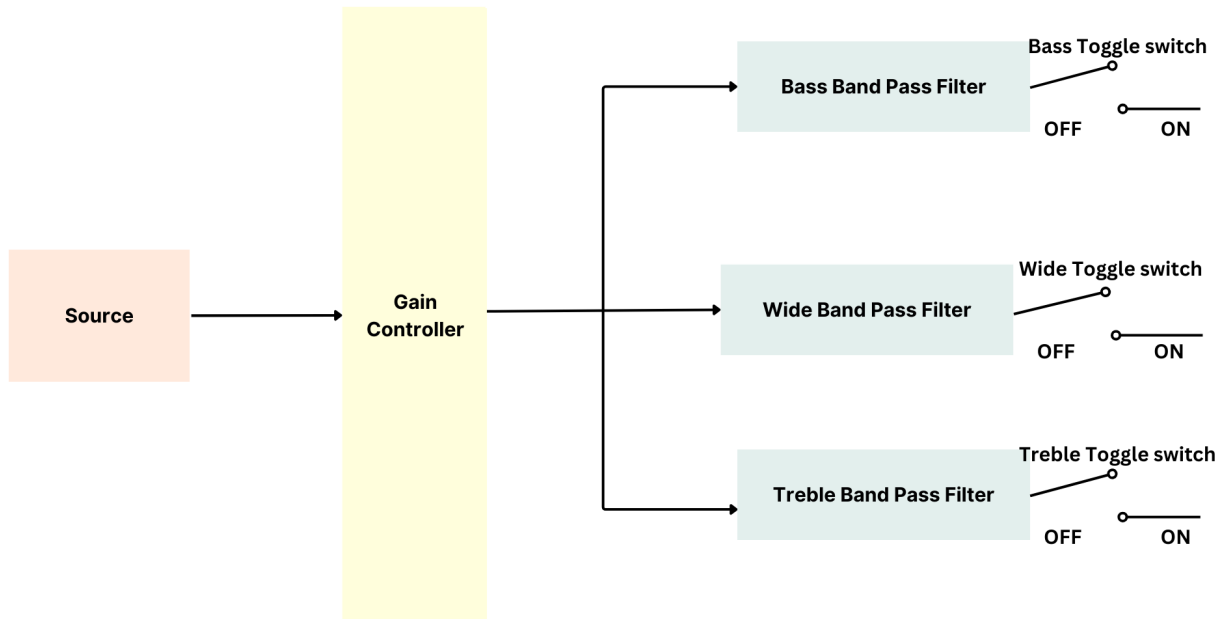 Bass Toggle switch
Bass Band Pass Filter
OFF
ON
Wide Toggle switch
Source
Gain
Controller
Wide Band Pass Filter
OFF
ON
Treble Toggle switch
Treble Band Pass Filter
OFF
ON